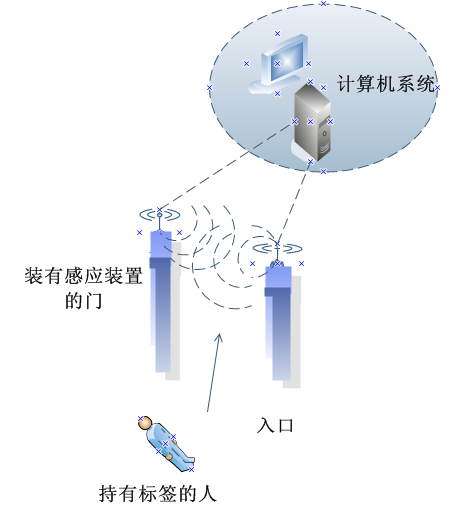 计算机系统
装有感应装置
的门
入口
持有标签的人